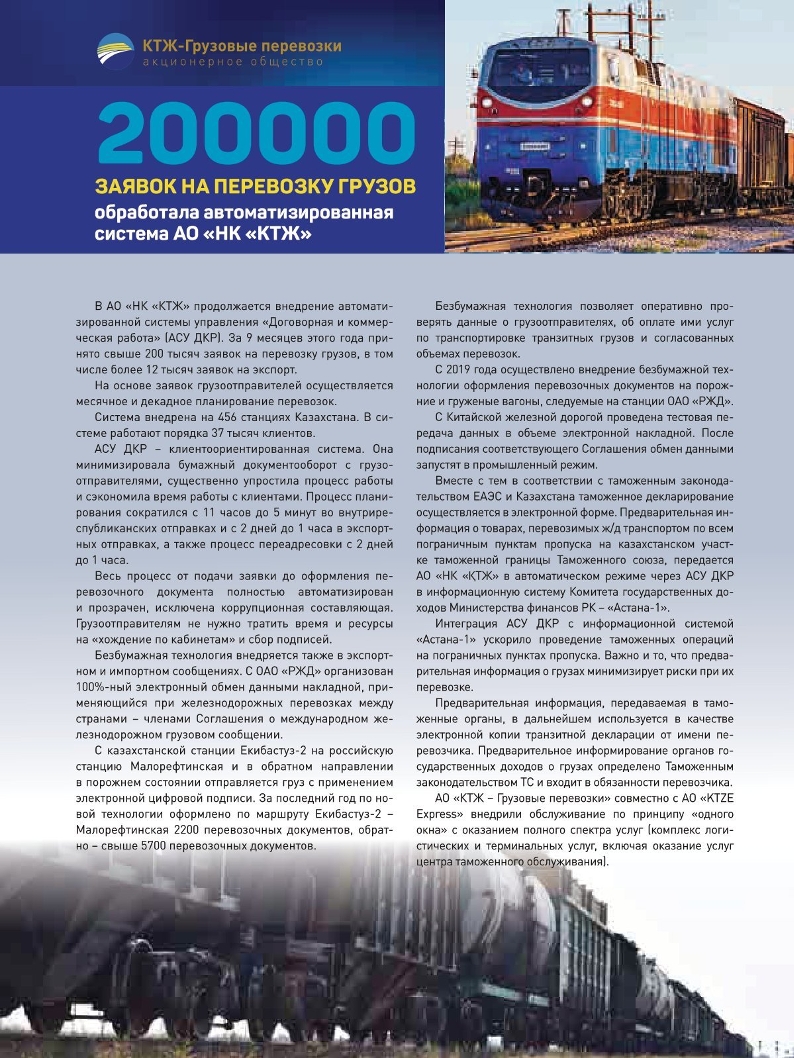 КТЖ-Грузовые перевозки
акционерное общество
200000
ЗАЯВОК НА ПЕРЕВОЗКУ ГРУЗОВ
обработала автоматизированная
система АО «НК «КТЖ»
В АО «НК «КТЖ» продолжается внедрение автомати-
зированной системы управления «Договорная и коммер-
ческая работа» (АСУ ДКР). За 9 месяцев этого года при-
нято свыше 200 тысяч заявок на перевозку грузов, в том
числе более 12 тысяч заявок на экспорт.
На основе заявок грузоотправителей осуществляется
месячное и декадное планирование перевозок.
Система внедрена на 456 станциях Казахстана. В си-
стеме работают порядка 37 тысяч клиентов.
АСУ ДКР – клиентоориентированная система. Она
минимизировала бумажный документооборот с грузо-
отправителями, существенно упростила процесс работы
и сэкономила время работы с клиентами. Процесс плани-
рования сократился с 11 часов до 5 минут во внутрире-
спубликанских отправках и с 2 дней до 1 часа в экспорт-
ных отправках, а также процесс переадресовки с 2 дней
до 1 часа.
Весь процесс от подачи заявки до оформления пе-
ревозочного документа полностью автоматизирован
и прозрачен, исключена коррупционная составляющая.
Грузоотправителям не нужно тратить время и ресурсы
на «хождение по кабинетам» и сбор подписей.
Безбумажная технология внедряется также в экспорт-
ном и импортном сообщениях. С ОАО «РЖД» организован
100%-ный электронный обмен данными накладной, при-
меняющийся при железнодорожных перевозках между
странами – членами Соглашения о международном же-
лезнодорожном грузовом сообщении.
С казахстанской станции Екибастуз-2 на российскую
станцию Малорефтинская и в обратном направлении
в порожнем состоянии отправляется груз с применением
электронной цифровой подписи. За последний год по но-
вой технологии оформлено по маршруту Екибастуз-2 –
Малорефтинская 2200 перевозочных документов, обрат-
но – свыше 5700 перевозочных документов.
Безбумажная технология позволяет оперативно про-
верять данные о грузоотправителях, об оплате ими услуг
по транспортировке транзитных грузов и согласованных
объемах перевозок.
С 2019 года осуществлено внедрение безбумажной тех-
нологии оформления перевозочных документов на порож-
ние и груженые вагоны, следуемые на станции ОАО «РЖД».
С Китайской железной дорогой проведена тестовая пе-
редача данных в объеме электронной накладной. После
подписания соответствующего Соглашения обмен данными
запустят в промышленный режим.
Вместе с тем в соответствии с таможенным законода-
тельством ЕАЭС и Казахстана таможенное декларирование
осуществляется в электронной форме. Предварительная ин-
формация о товарах, перевозимых ж/д транспортом по всем
пограничным пунктам пропуска на казахстанском участ-
ке таможенной границы Таможенного союза, передается
АО «НК «КТЖ» в автоматическом режиме через АСУ ДКР
в информационную систему Комитета государственных до-
ходов Министерства финансов РК – «Астана-1».
Интеграция АСУ ДКР с информационной системой
«Астана-1» ускорило проведение таможенных операций
на пограничных пунктах пропуска. Важно и то, что предва-
рительная информация о грузах минимизирует риски при их
перевозке.
Предварительная информация, передаваемая в тамо-
женные органы, в дальнейшем используется в качестве
электронной копии транзитной декларации от имени пе-
ревозчика. Предварительное информирование органов го-
сударственных доходов о грузах определено Таможенным
законодательством ТС и входит в обязанности перевозчика.
АО «КТЖ – Грузовые перевозки» совместно с АО «KTZE
Express» внедрили обслуживание по принципу «одного
окна» с оказанием полного спектра услуг (комплекс логи-
стических и терминальных услуг, включая оказание услуг
центра таможенного обслуживания).